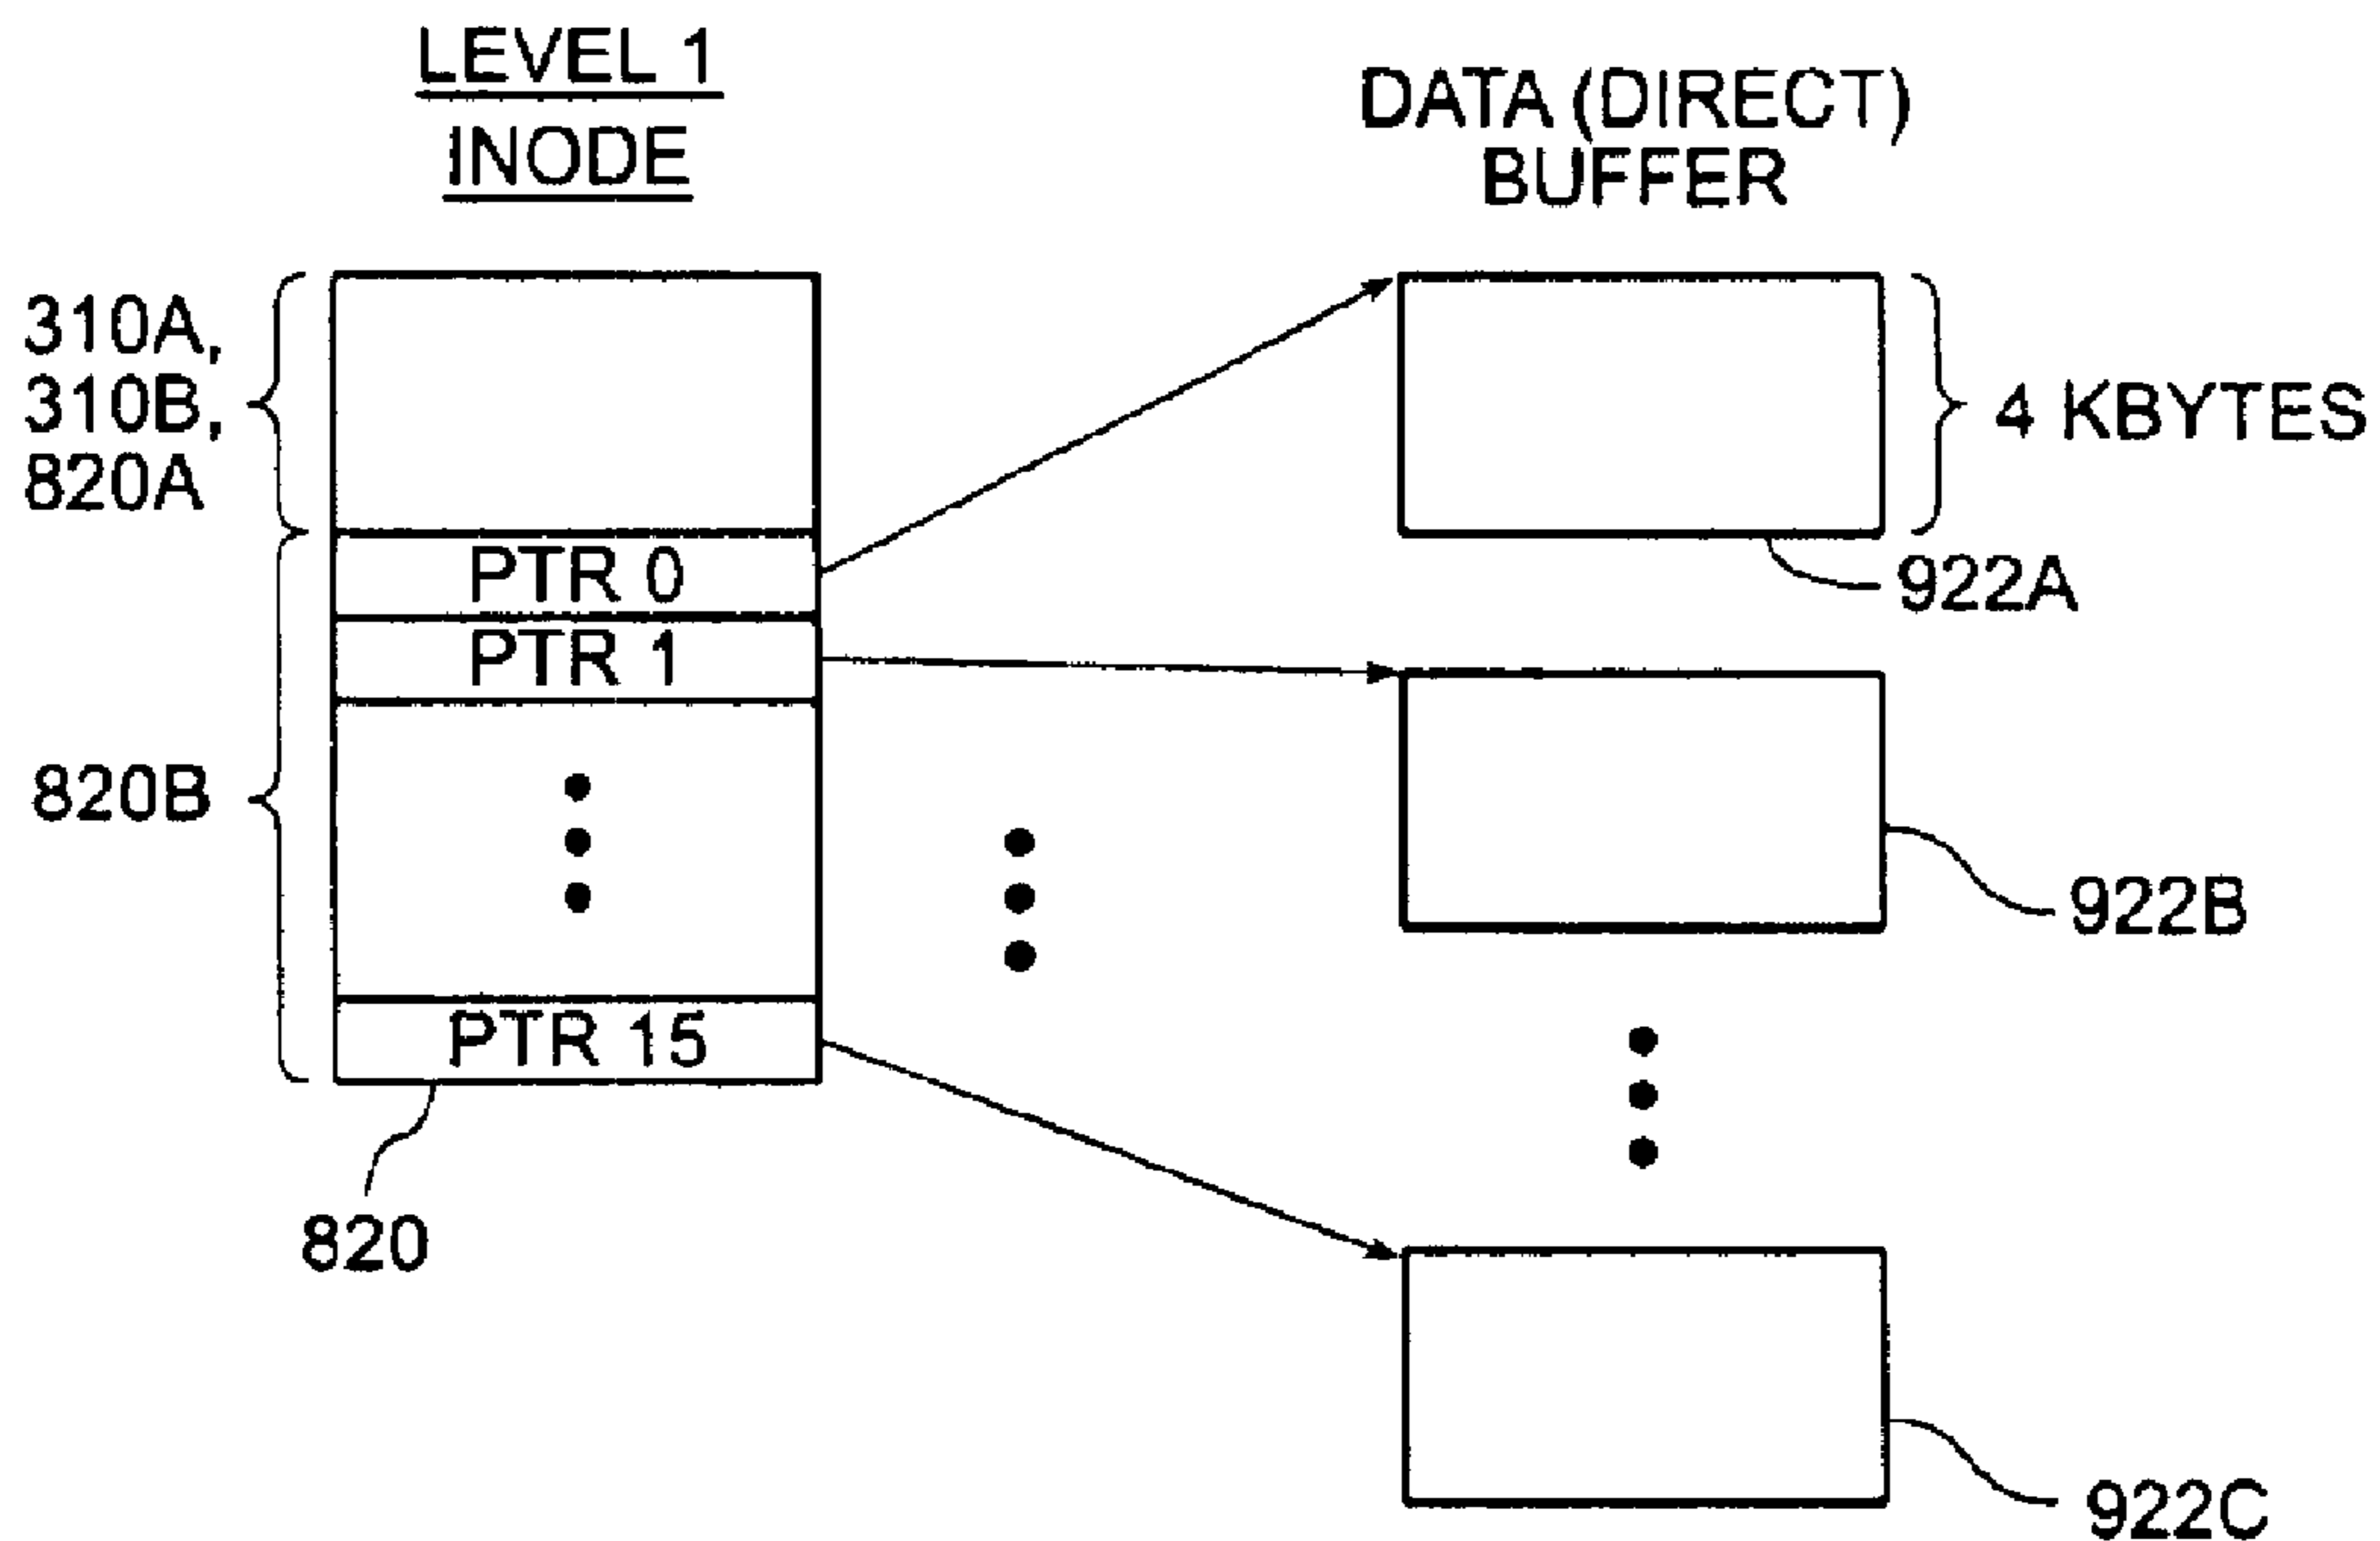 LEVEL 1
INODE
DATA (DIRECT)
BUFFER
310A,
310B,
820A
4 KBYTES
PTR 0
922A
PTR 1
820B
922B
PTR 15
820
922C